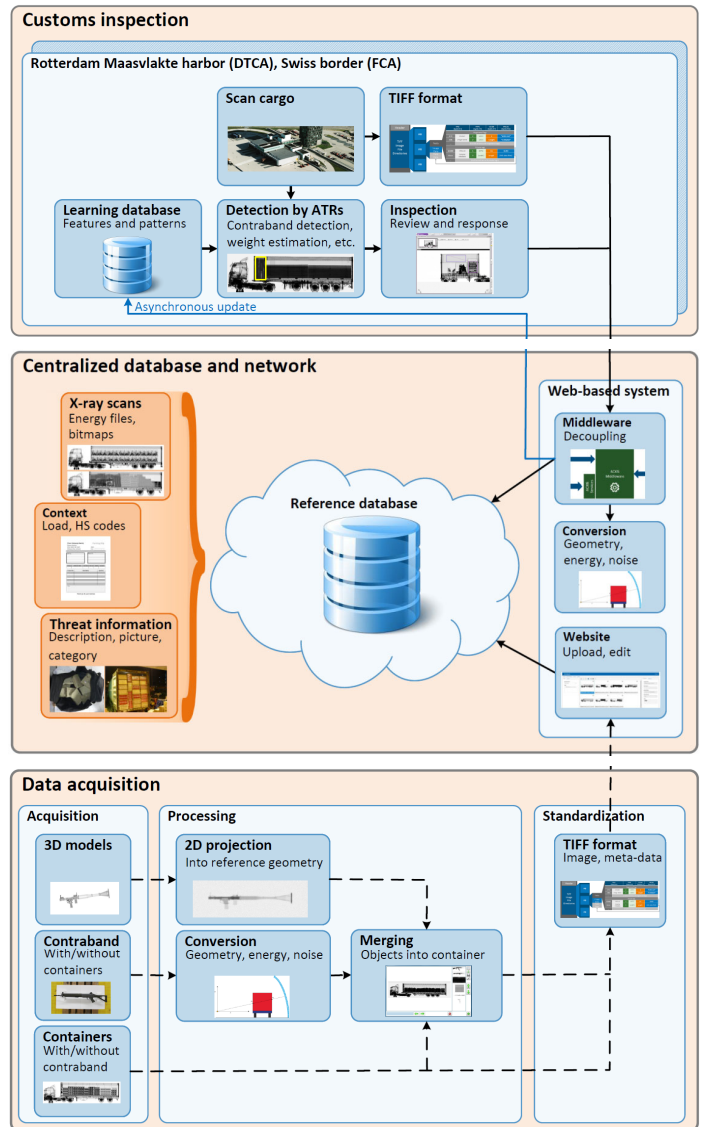 Customs inspection
Rotterdam Maasvlakte harbor (DTCA), Swiss border (FCA)
Scan cargo
TIFF format
Learning database
Features and patterns
Detection by ATRs
Contraband detection,
weight estimation, etc.
Inspection
Review and response
Asynchronous update
Centralized database and network
X-ray scans
Energy files,
bitmaps
Context
Load, HS codes
Threat information
Description, picture,
category
Reference database
Web-based system
Middleware
Decoupling
Conversion
Geometry,
energy, noise
Website
Upload, edit
Data acquisition
Acquisition
Processing
Standardization
3D models
2D projection
Into reference geometry
TIFF format
Image, meta-data
Contraband
With/without
containers
Conversion
Geometry, energy, noise
Merging
Objects into container
Containers
With/without
contraband